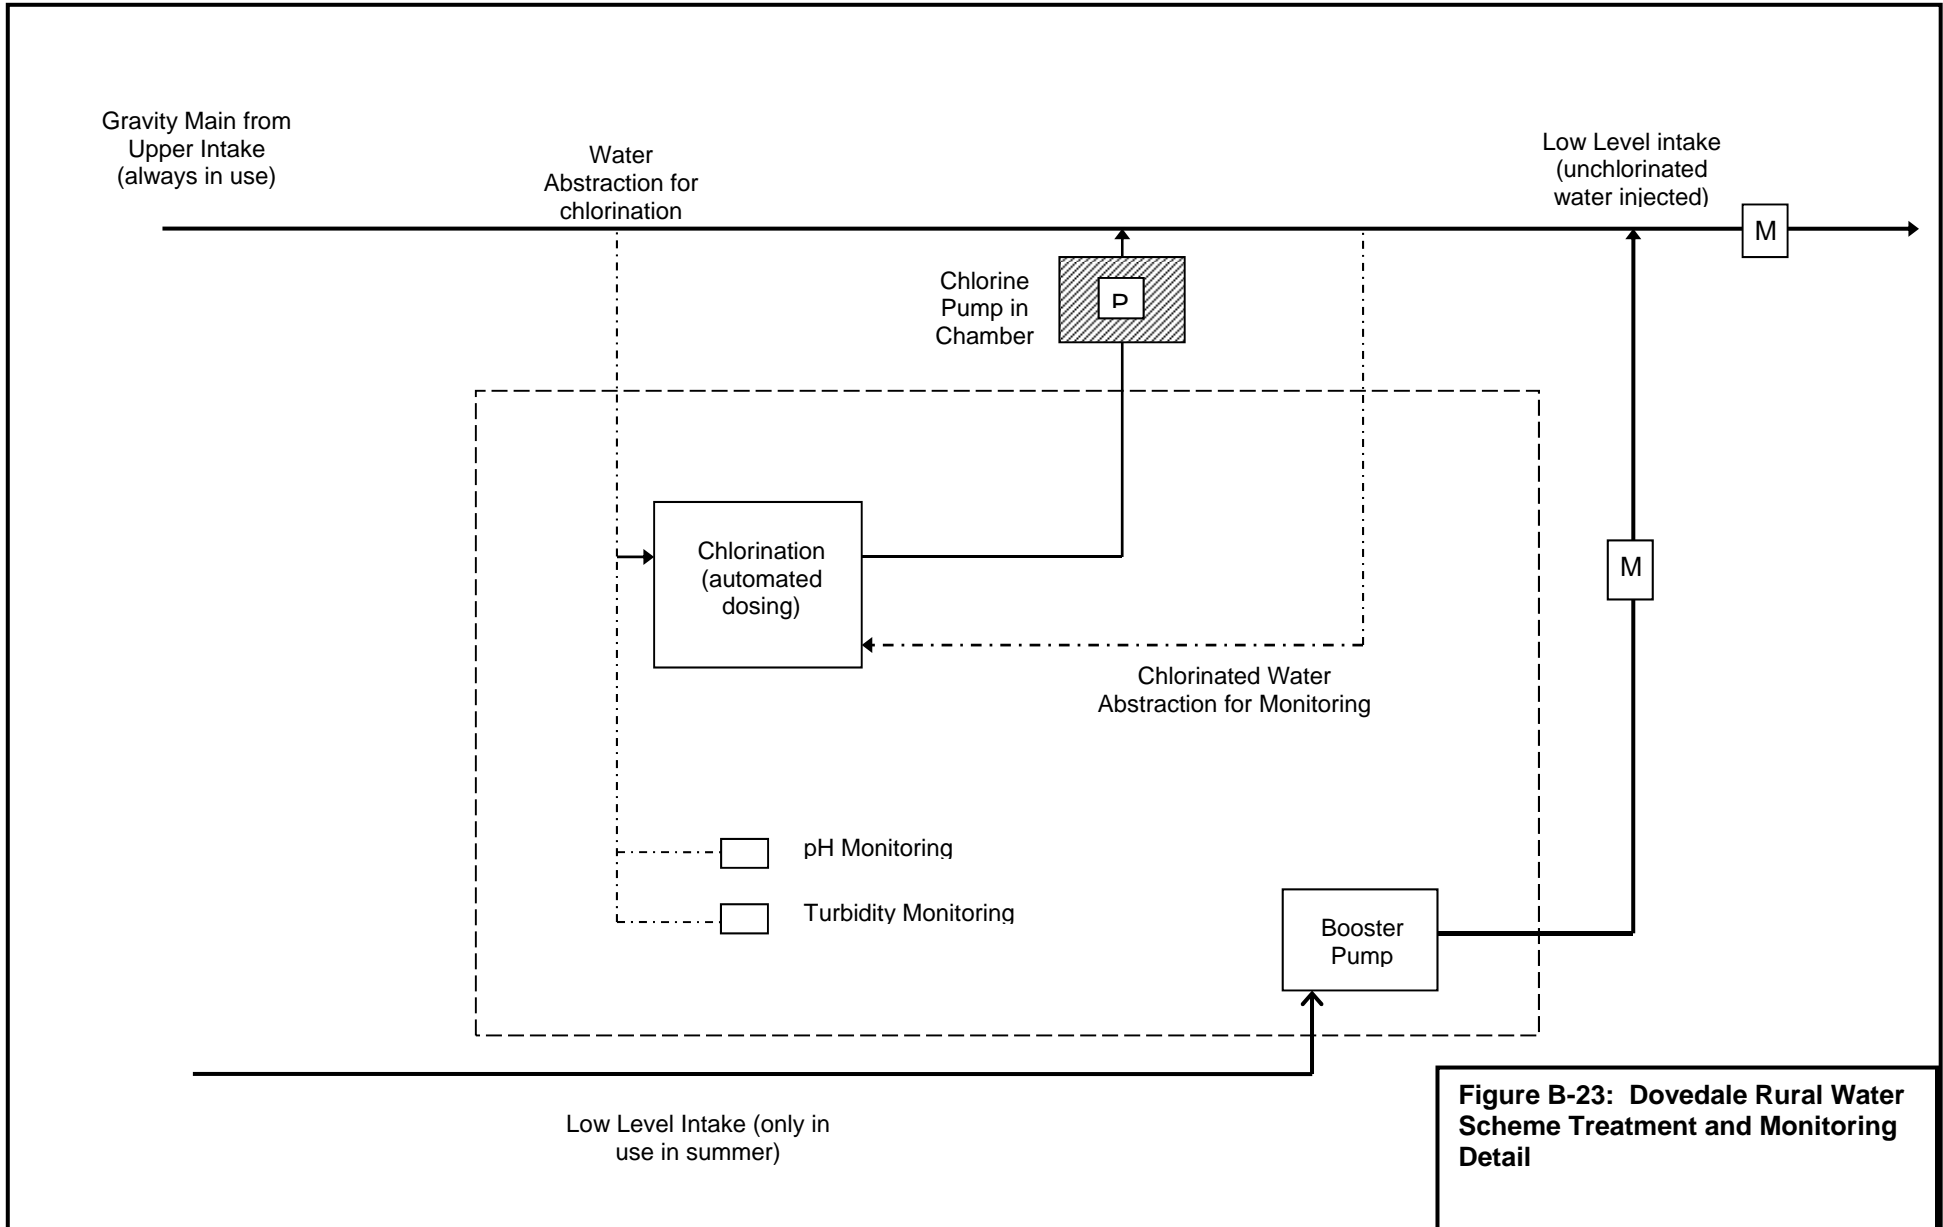 Gravity Main from
Upper Intake
(always in use)
Water
Abstraction for
chlorination
Low Level intake
(unchlorinated
water injected)
M
Chlorine
Pump in
Chamber
P
Chlorination
(automated
dosing)
M
Chlorinated Water
Abstraction for Monitoring
pH Monitoring
Turbidity Monitoring
Booster
Pump
Low Level Intake (only in
use in summer)
Figure B-23: Dovedale Rural Water
Scheme Treatment and Monitoring
Detail